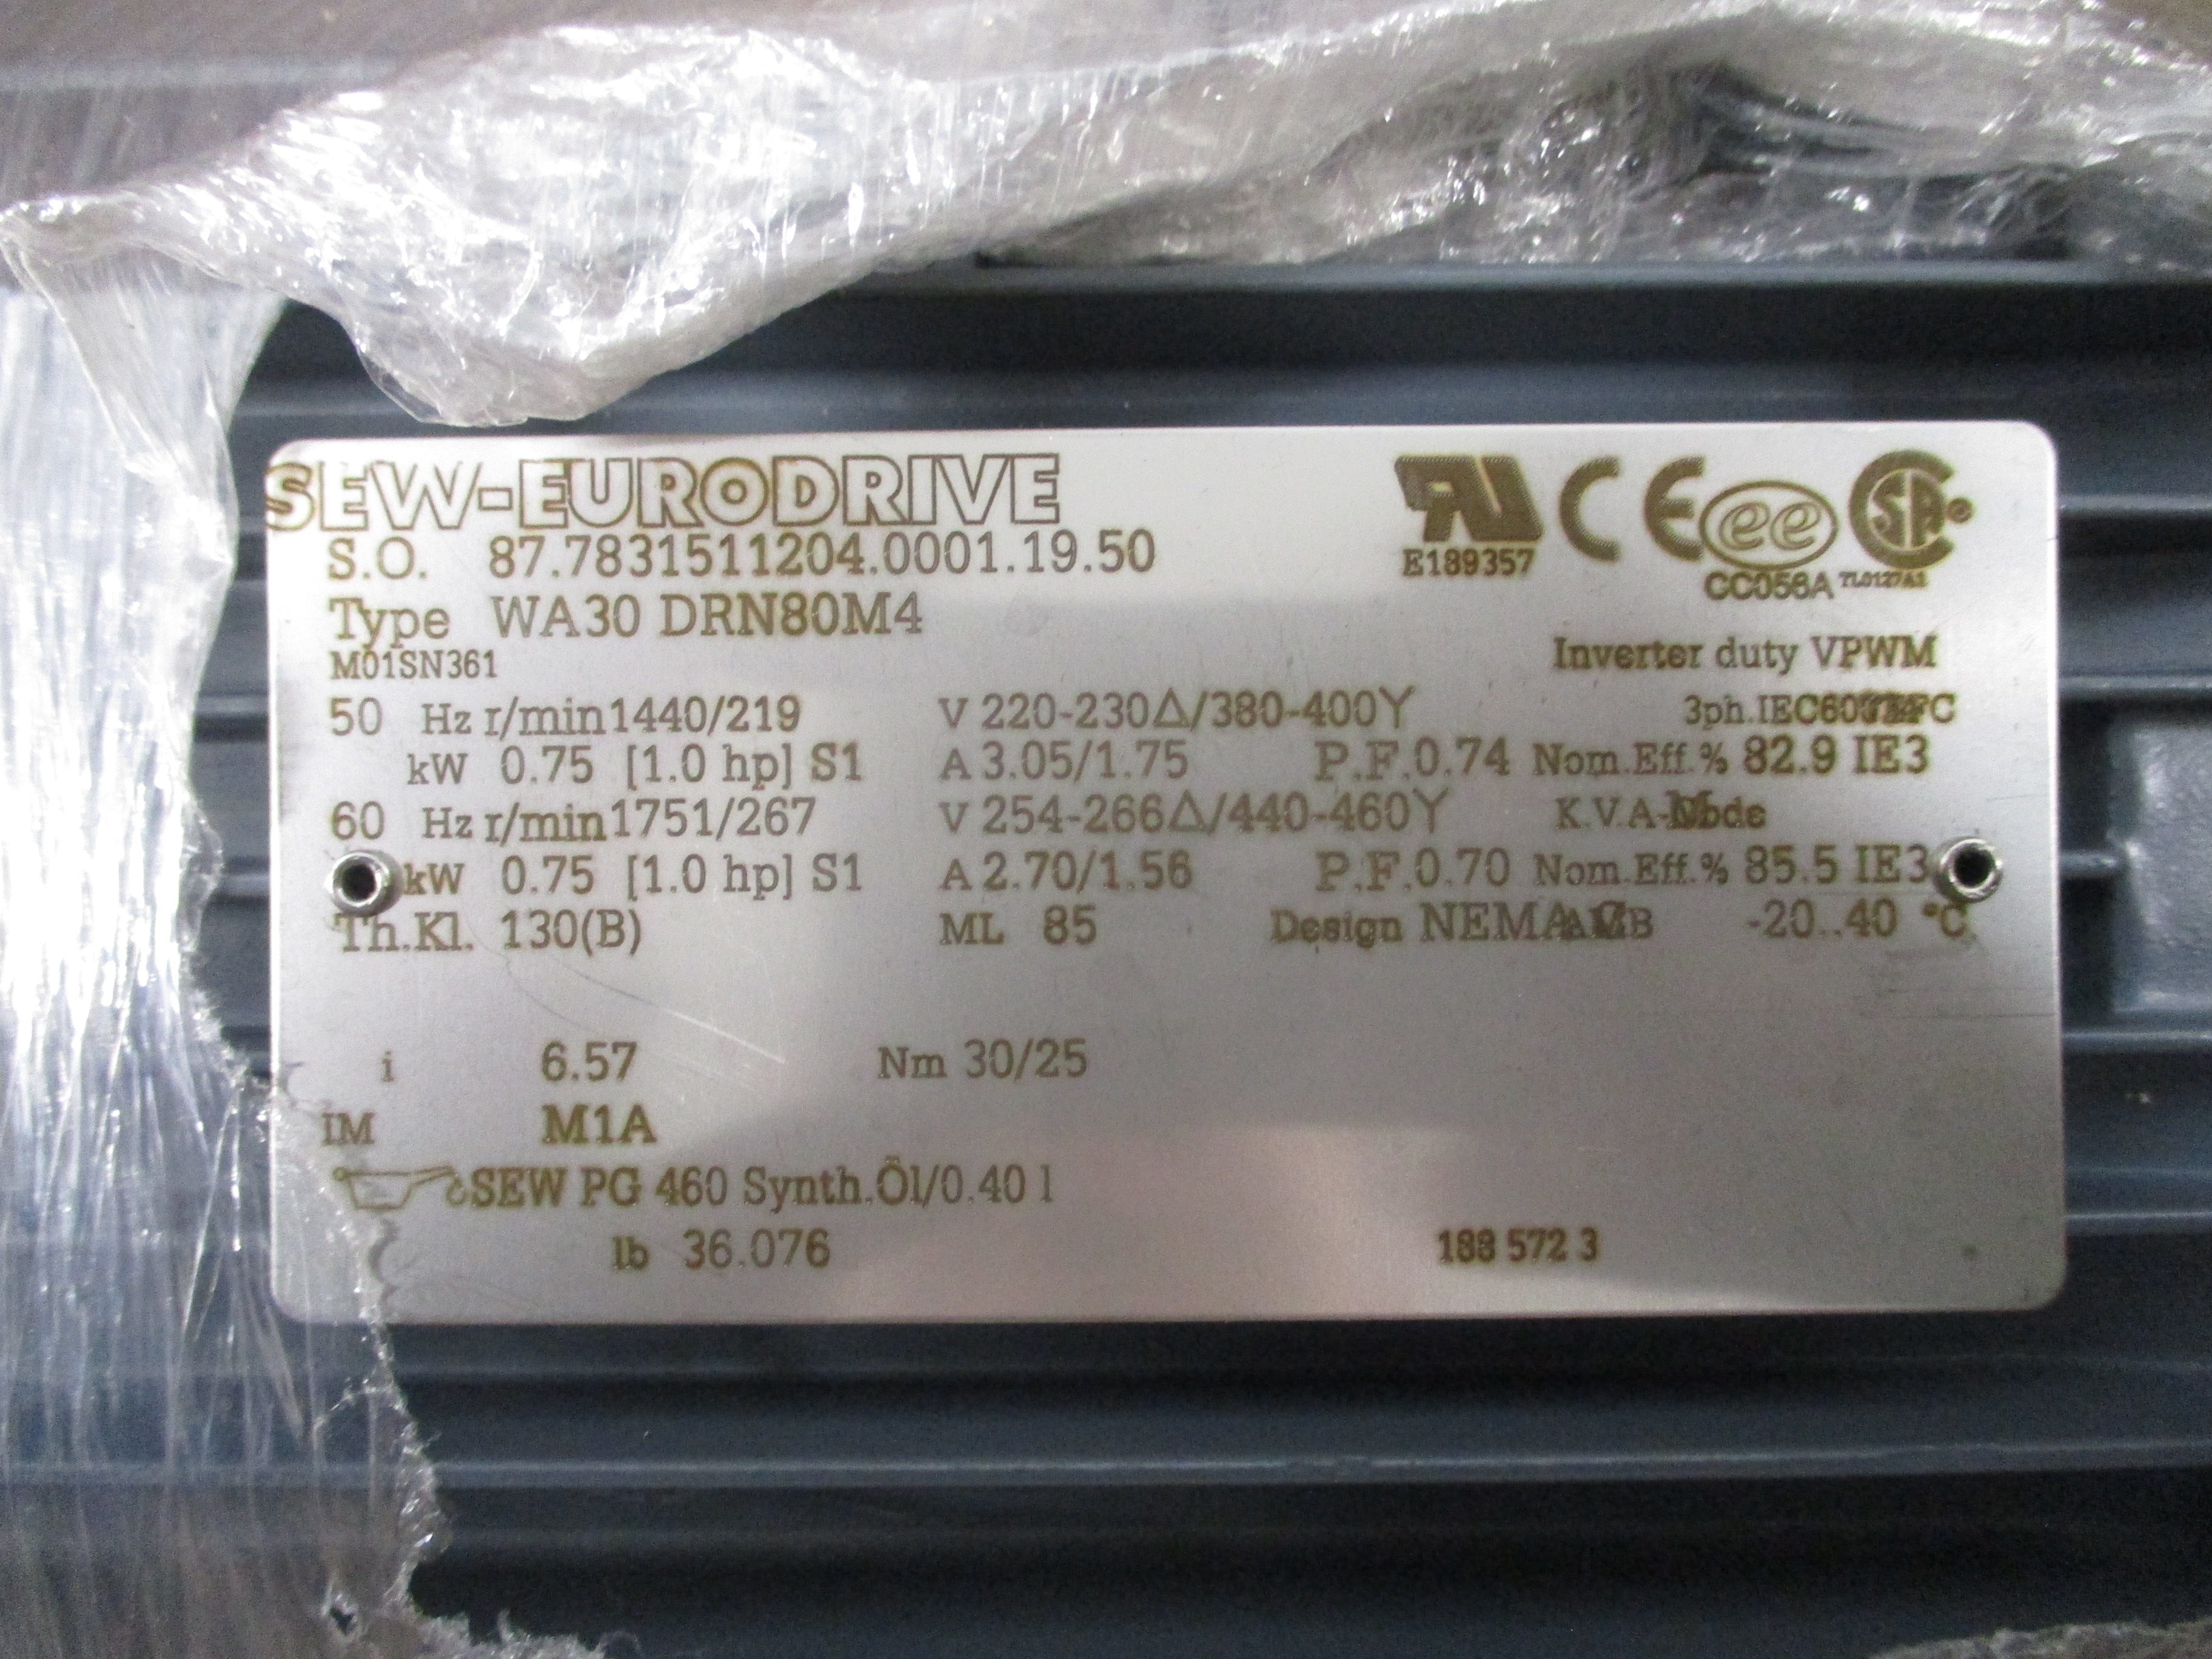 SEW-EURODRIVE
S.O. 87.7831511204.0001.19.50
Type WA30 DRN80M4
M01SN361
E189357
CC056A
Inverter duty VPWM
50 Hz r/min 1440/219 V 220-230Δ/380-400Y 3ph.
kW 0.75 [1.0 hp] S1 A 3.05/1.75 P.F. 0.74 Nom.Eff.% 82.9 IE3
60 Hz r/min 1751/267 V 254-266Δ/440-460Y K.V.A-Code
kW 0.75 [1.0 hp] S1 A 2.70/1.56 P.F. 0.70 Nom.Eff.% 85.5 IE3
Th.Kl. 130(B) ML 85 Design NEMA -20..40 °C
i 6.57 Nm 30/25
IM M1A
SEW PG 460 Synth.Öl/0.40 l
lb 36.076 188 572 3